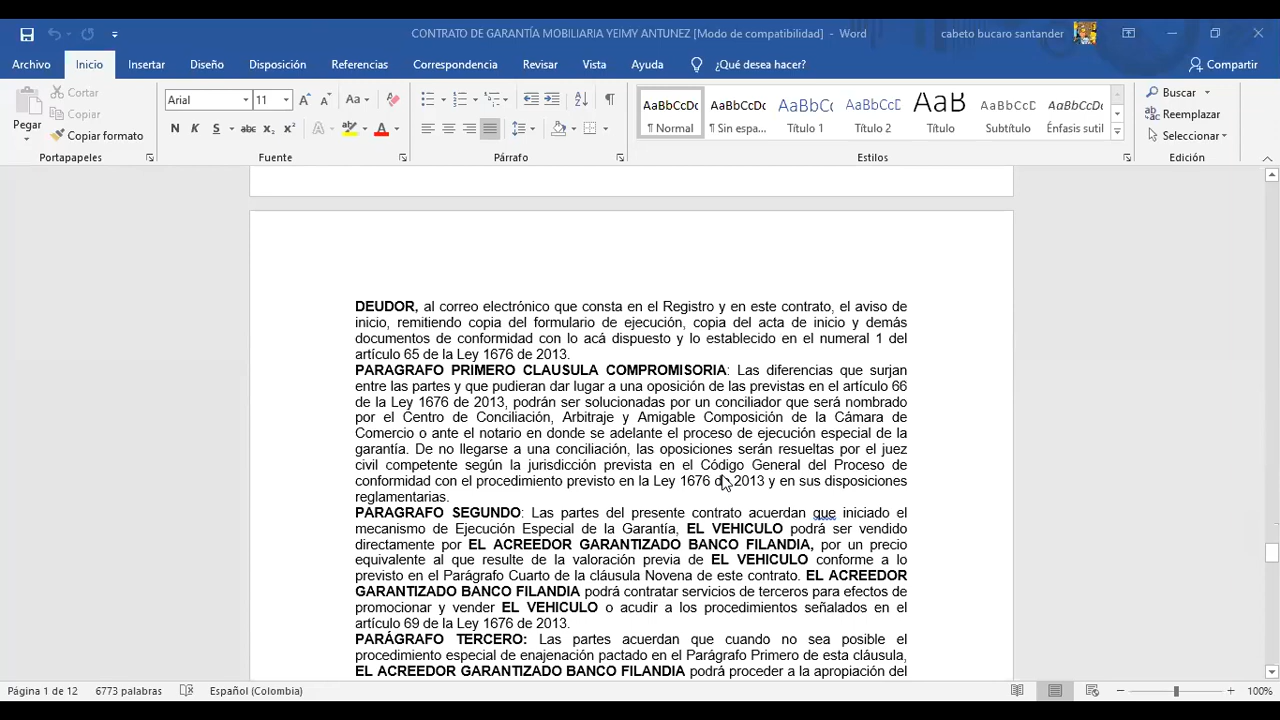 CONTRATO DE GARANTÍA MOBILIARIA YEIMY ANTUNEZ [Modo de compatibilidad] - Word
cabeto bucaro santander
Archivo Inicio Insertar Diseño Disposición Referencias Correspondencia Revisar Vista Ayuda ¿Qué desea hacer? Compartir
Pegar
Cortar
Copiar
Copiar formato
Portapapeles
Arial 11
N K S abc x₂ x²
Fuente
Párrafo
AaBbCcDc AaBbCcDc AaBbCc AaBbCcC AaB AaBbCcD AaBbCcDc
¶ Normal ¶ Sin espa... Título 1 Título 2 Título Subtítulo Énfasis sutil
Estilos
Buscar
Reemplazar
Seleccionar
Edición
DEUDOR, al correo electrónico que consta en el Registro y en este contrato, el aviso de
inicio, remitiendo copia del formulario de ejecución, copia del acta de inicio y demás
documentos de conformidad con lo acá dispuesto y lo establecido en el numeral 1 del
artículo 65 de la Ley 1676 de 2013.
PARAGRAFO PRIMERO CLAUSULA COMPROMISORIA: Las diferencias que surjan
entre las partes y que pudieran dar lugar a una oposición de las previstas en el artículo 66
de la Ley 1676 de 2013, podrán ser solucionadas por un conciliador que será nombrado
por el Centro de Conciliación, Arbitraje y Amigable Composición de la Cámara de
Comercio o ante el notario en donde se adelante el proceso de ejecución especial de la
garantía. De no llegarse a una conciliación, las oposiciones serán resueltas por el juez
civil competente según la jurisdicción prevista en el Código General del Proceso de
conformidad con el procedimiento previsto en la Ley 1676 de 2013 y en sus disposiciones
reglamentarias.
PARAGRAFO SEGUNDO: Las partes del presente contrato acuerdan que iniciado el
mecanismo de Ejecución Especial de la Garantía, EL VEHICULO podrá ser vendido
directamente por EL ACREEDOR GARANTIZADO BANCO FILANDIA, por un precio
equivalente al que resulte de la valoración previa de EL VEHICULO conforme a lo
previsto en el Parágrafo Cuarto de la cláusula Novena de este contrato. EL ACREEDOR
GARANTIZADO BANCO FILANDIA podrá contratar servicios de terceros para efectos de
promocionar y vender EL VEHICULO o acudir a los procedimientos señalados en el
artículo 69 de la Ley 1676 de 2013.
PARÁGRAFO TERCERO: Las partes acuerdan que cuando no sea posible el
procedimiento especial de enajenación pactado en el Parágrafo Primero de esta cláusula,
EL ACREEDOR GARANTIZADO BANCO FILANDIA podrá proceder a la apropiación del
Página 1 de 12 6773 palabras Español (Colombia) 100%